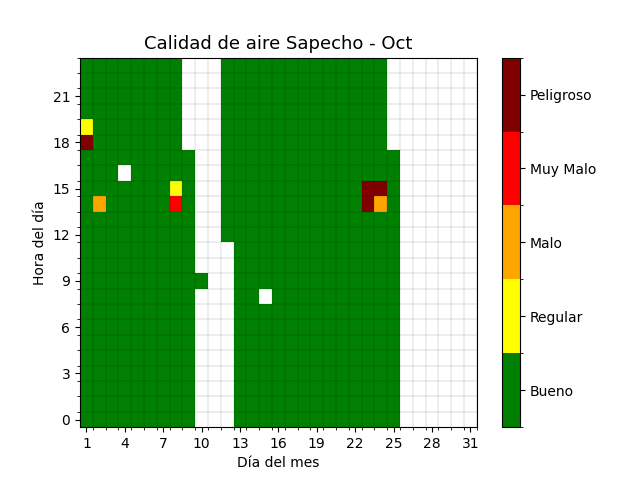 Calidad de aire Sapecho - Oct
Hora del día
21
18
15
12
9
6
3
0
1 4 7 10 13 16 19 22 25 28 31
Día del mes
Peligroso
Muy Malo
Malo
Regular
Bueno